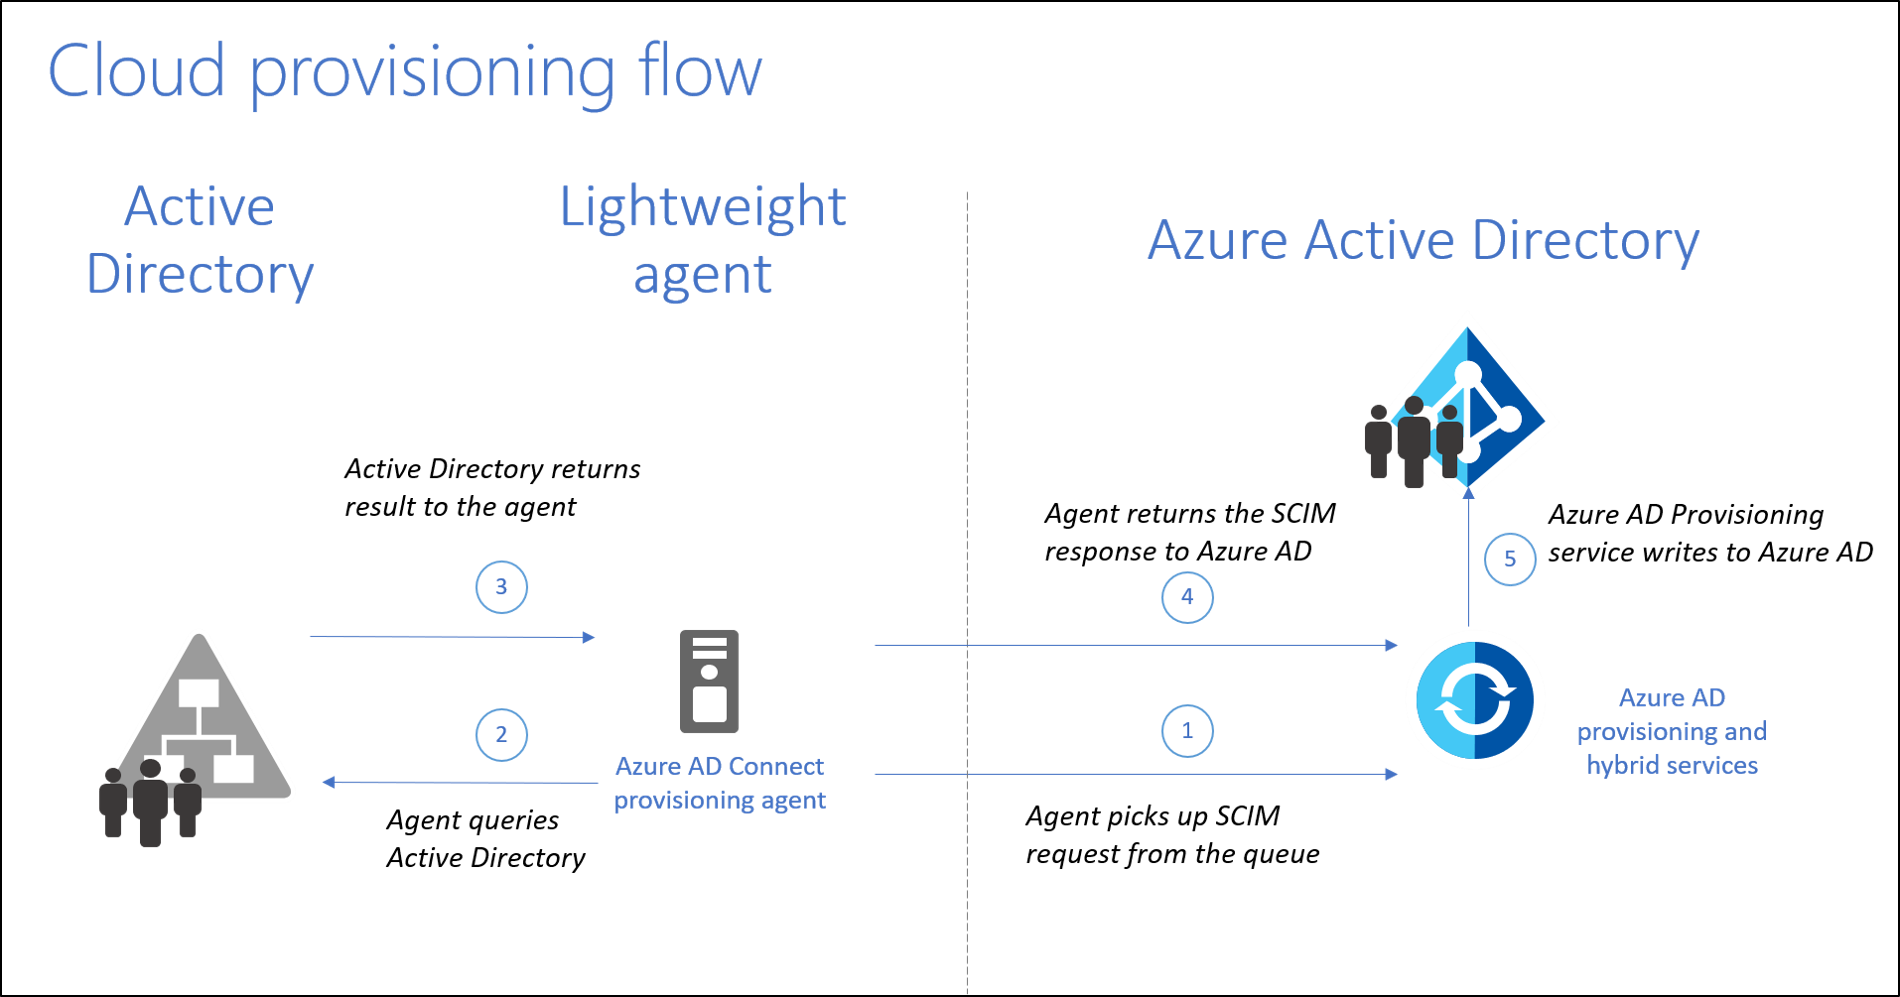 Cloud provisioning flow
Active
Directory
Lightweight
agent
Azure Active Directory
Active Directory returns
result to the agent
3
2
Agent queries
Active Directory
Azure AD Connect
provisioning agent
Agent returns the SCIM
response to Azure AD
4
1
Agent picks up SCIM
request from the queue
5
Azure AD Provisioning
service writes to Azure AD
Azure AD
provisioning and
hybrid services